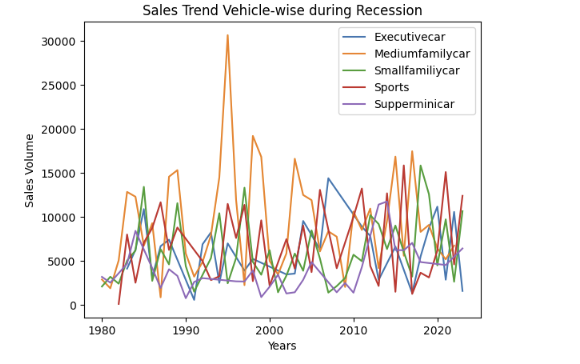 Sales Trend Vehicle-wise during Recession
Executivecar
Mediumfamilycar
Smallfamiliycar
Sports
Supperminicar
Sales Volume
30000
25000
20000
15000
10000
5000
0
1980
1990
2000
2010
2020
Years